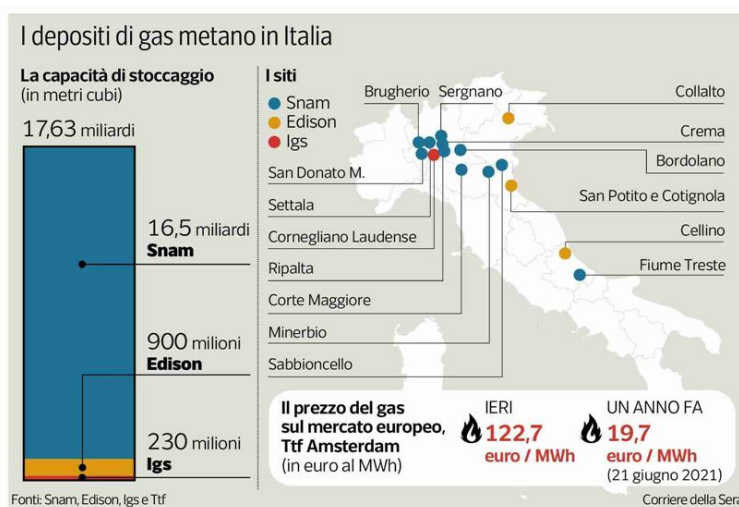 I depositi di gas metano in Italia
La capacità di stoccaggio
(in metri cubi)
17,63 miliardi
16,5 miliardi
Snam
900 milioni
Edison
230 milioni
Igs
I siti
Snam
Edison
Igs
Brugherio
Sergnano
Collalto
Crema
Bordolano
San Donato M.
San Potito e Cotignola
Settala
Cellino
Cornegliano Laudense
Fiume Treste
Ripalta
Corte Maggiore
Minerbio
Sabbioncello
Il prezzo del gas
sul mercato europeo,
Ttf Amsterdam
(in euro al MWh)
IERI
122,7
euro / MWh
UN ANNO FA
19,7
euro / MWh
(21 giugno 2021)
Fonti: Snam, Edison, Igs e Ttf
Corriere della Sera